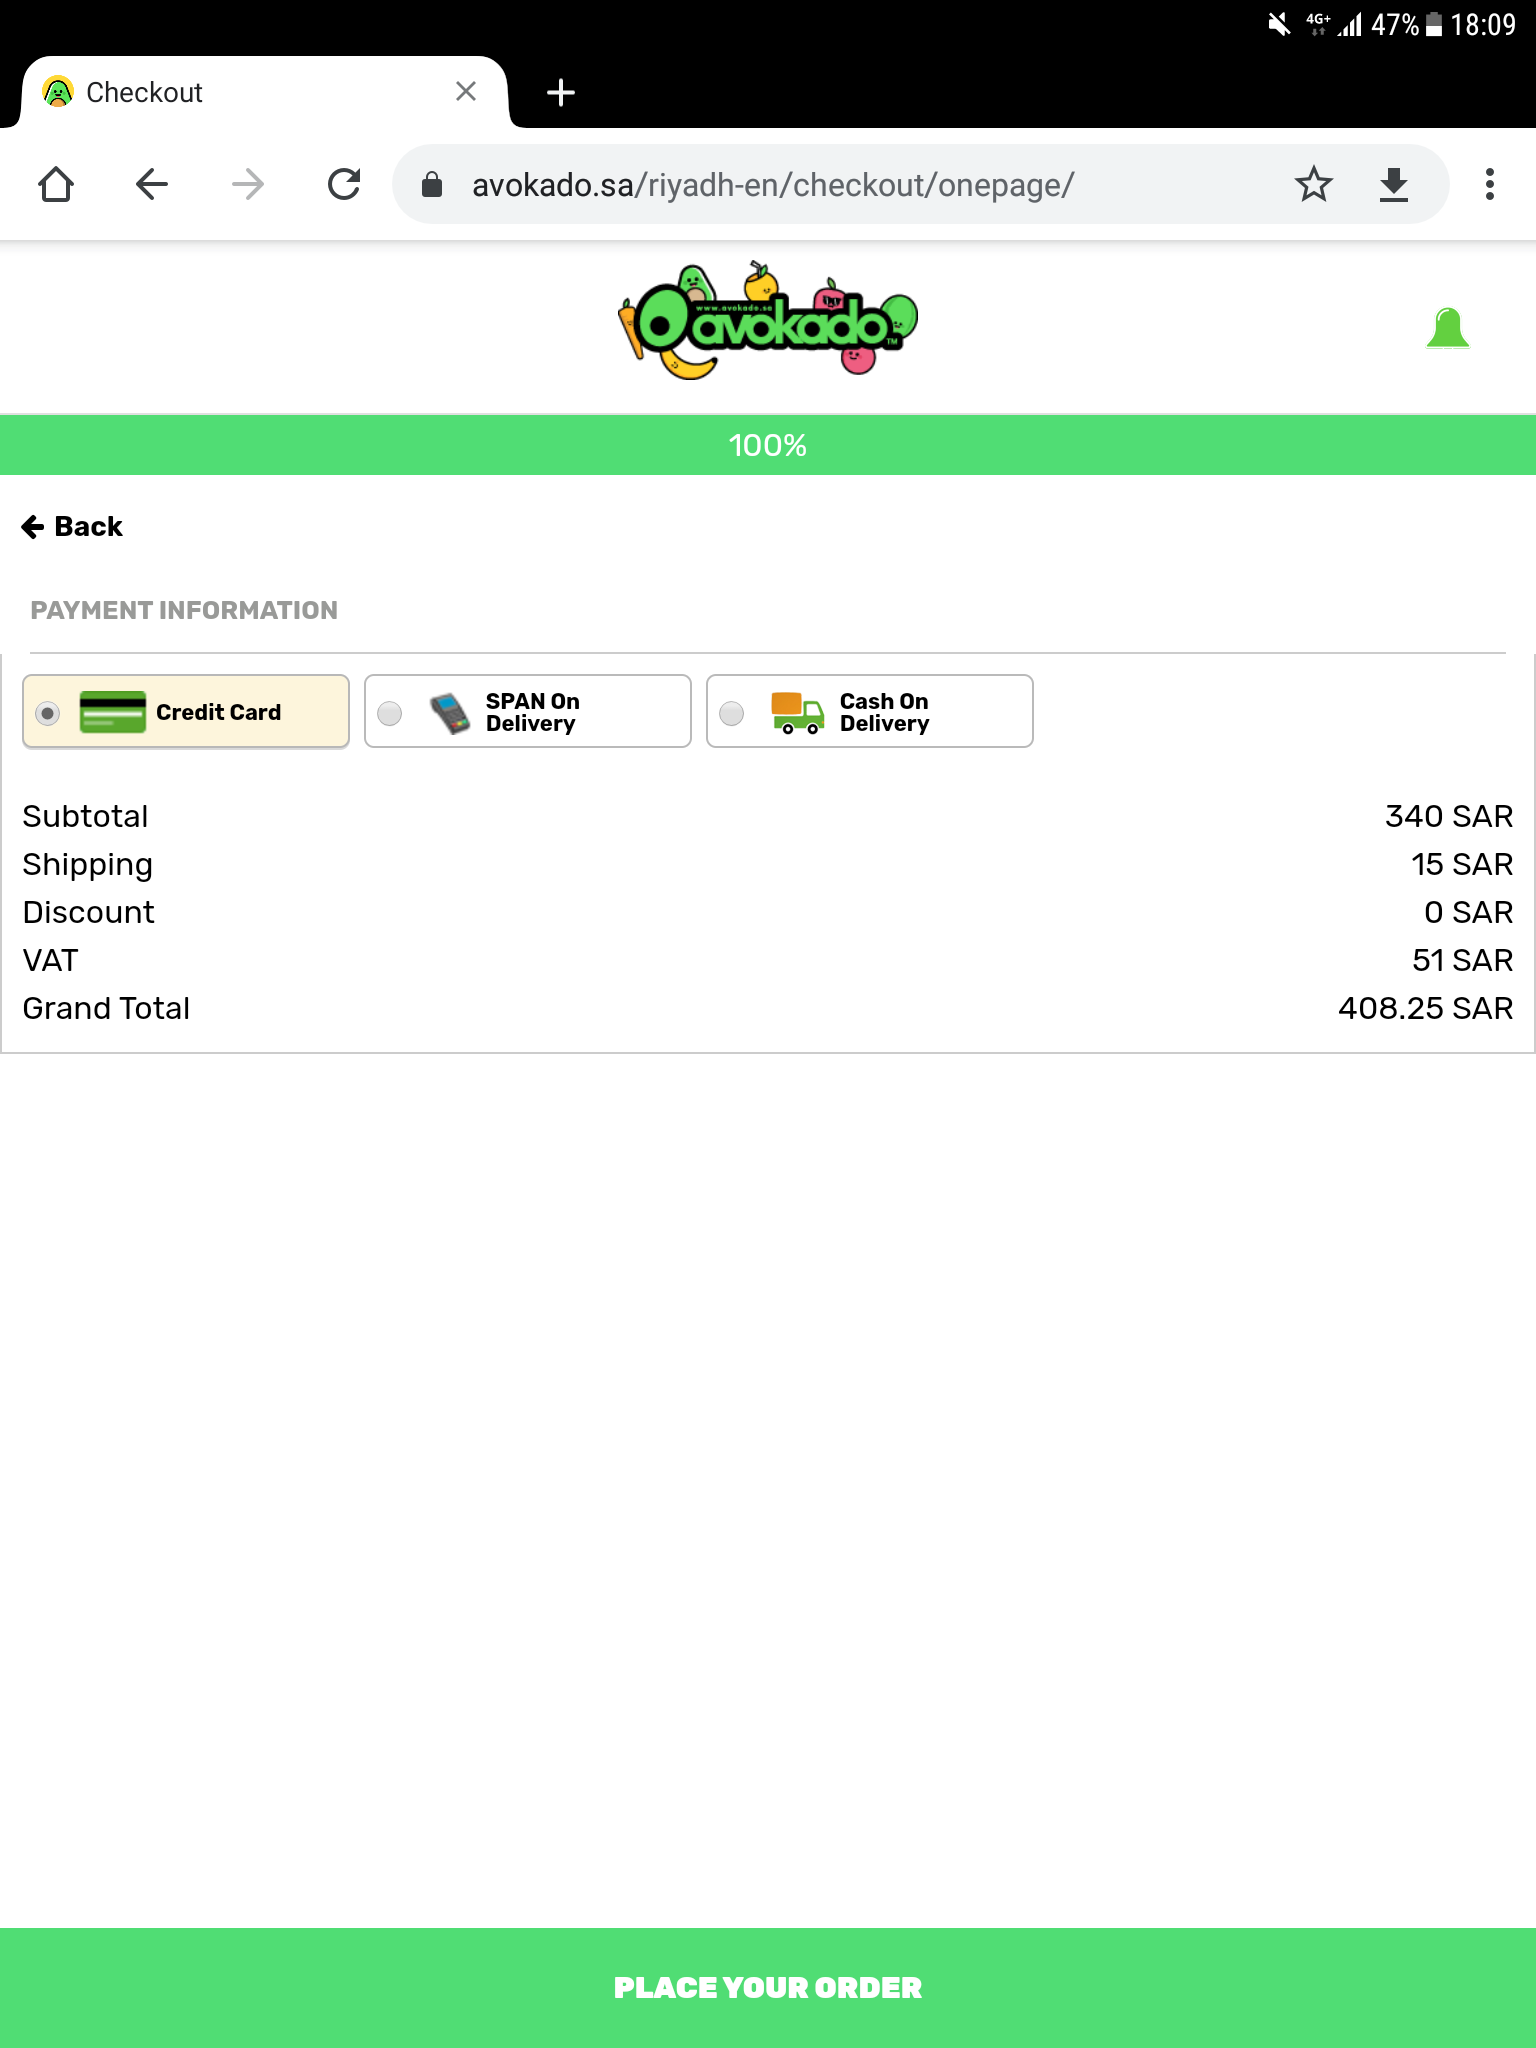 4G+ 47% 18:09
Checkout
avokado.sa/riyadh-en/checkout/onepage/
www.avokado.sa
avokado TM
100%
Back
PAYMENT INFORMATION
Credit Card
SPAN On
Delivery
Cash On
Delivery
Subtotal 340 SAR
Shipping 15 SAR
Discount 0 SAR
VAT 51 SAR
Grand Total 408.25 SAR
PLACE YOUR ORDER